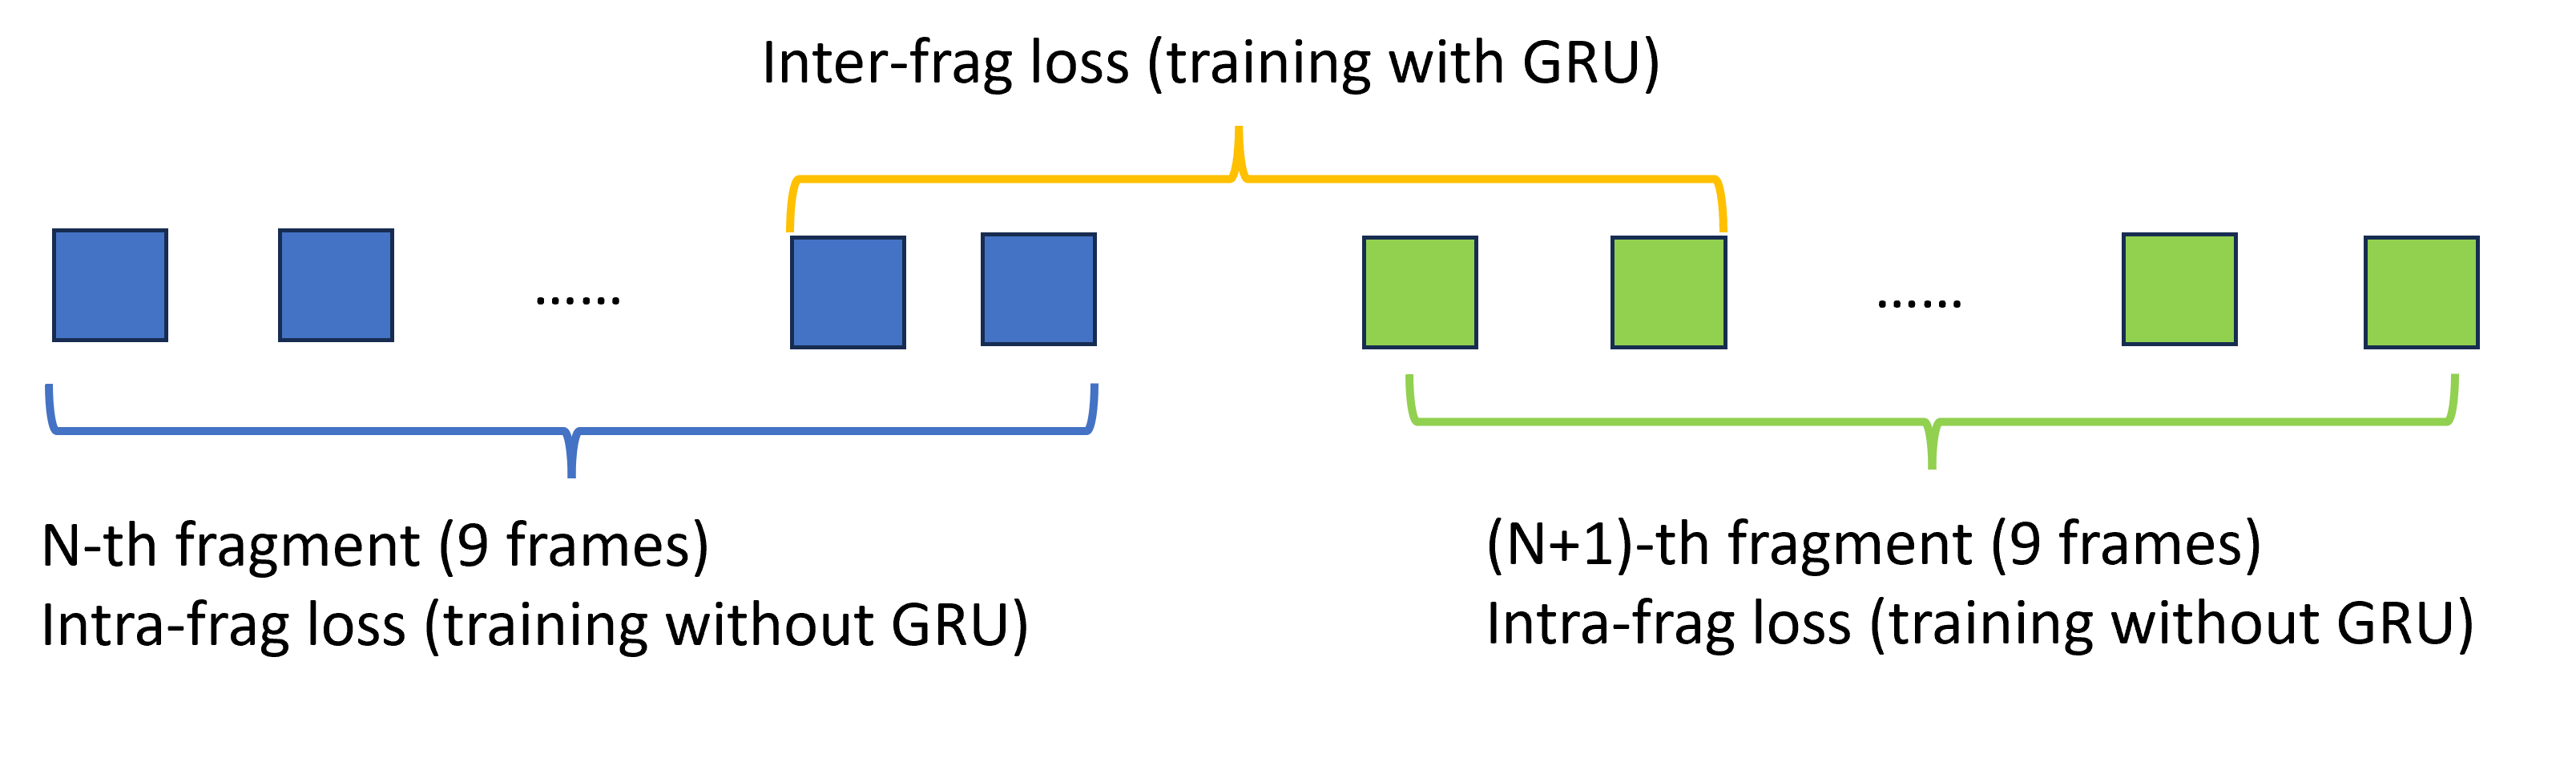 Inter-frag loss (training with GRU)
......
......
N-th fragment (9 frames)
Intra-frag loss (training without GRU)
(N+1)-th fragment (9 frames)
Intra-frag loss (training without GRU)